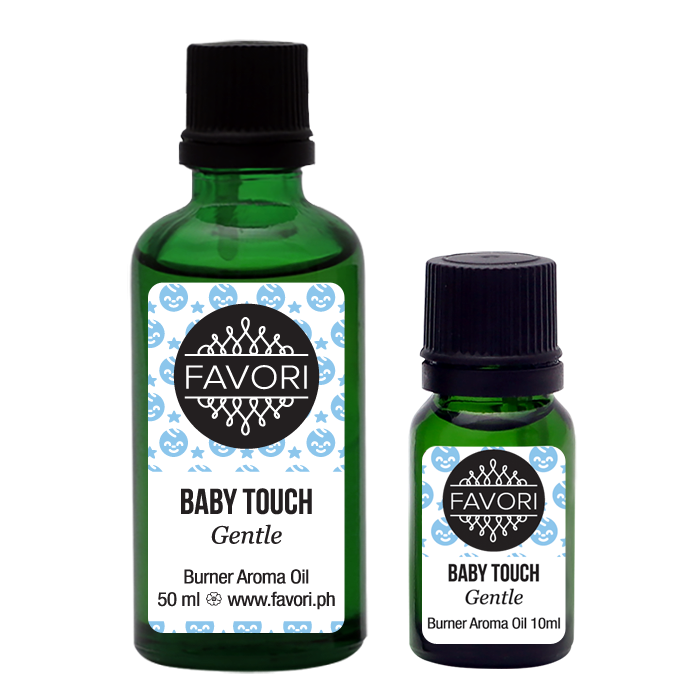 FAVORI
BABY TOUCH
Gentle
Burner Aroma Oil
50 ml ֍ www.favori.ph
FAVORI
BABY TOUCH
Gentle
Burner Aroma Oil 10ml